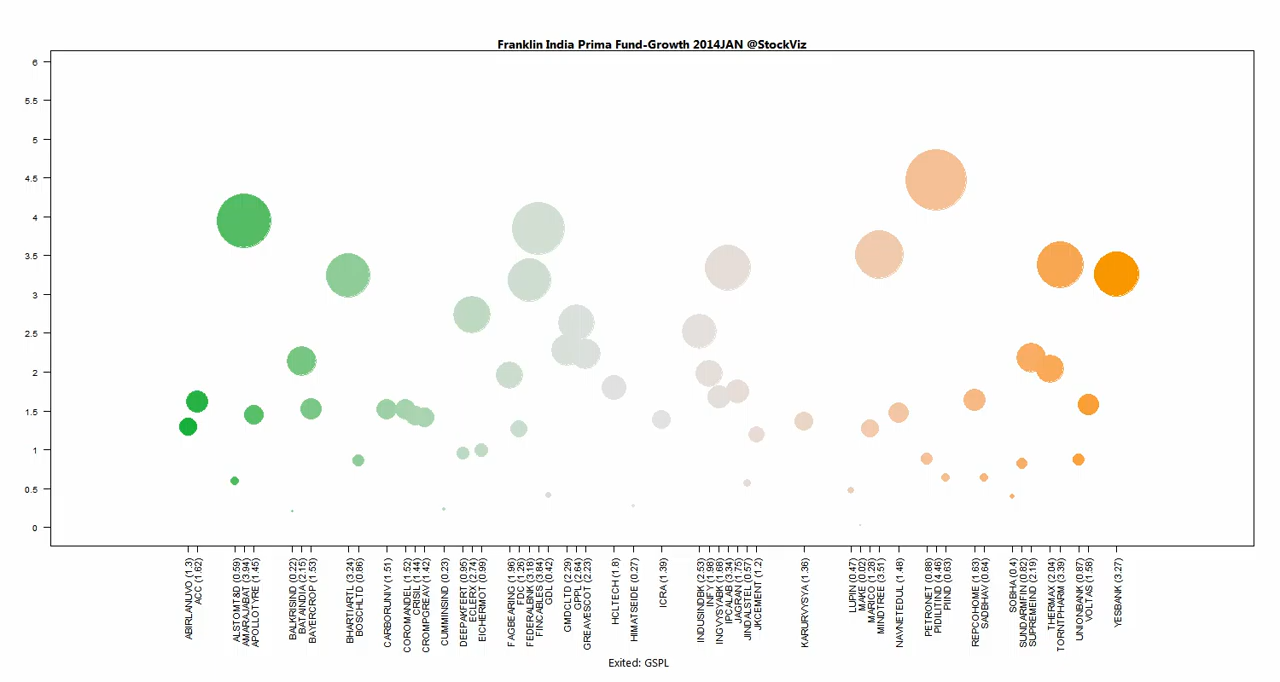 Franklin India Prima Fund-Growth 2014JAN @StockViz
6
5.5
5
4.5
4
3.5
3
2.5
2
1.5
1
0.5
0
ABIRLANUVO (1.3)
ACC (1.62)
ALSTOMT&D (0.59)
AMARAJABAT (3.94)
APOLLOTYRE (1.45)
BALKRISIND (0.22)
BATAINDIA (2.15)
BAYERCROP (1.53)
BHARTIARTL (3.24)
BOSCHLTD (0.86)
CARBORUNIV (1.51)
COROMANDEL (1.52)
CRISIL (1.44)
CROMPGREAV (1.42)
CUMMINSIND (0.23)
DEEPAKFERT (0.95)
ECLERX (2.74)
EICHERMOT (0.99)
FAGBEARING (1.96)
FDC (1.26)
FEDERALBNK (3.18)
FINCABLES (3.84)
GDL (0.42)
GMDCLTD (2.29)
GPPL (2.64)
GREAVESCOT (2.23)
HCLTECH (1.8)
HIMATSEIDE (0.27)
ICRA (1.39)
INDUSINDBK (2.53)
INFY (1.98)
INGVYSYABK (1.68)
IPCALAB (3.34)
JAGRAN (1.75)
JINDALSTEL (0.57)
JKCEMENT (1.2)
KARURVYSYA (1.36)
LUPIN (0.47)
MAKE (0.02)
MARICO (1.28)
MINDTREE (3.51)
NAVNETEDUL (1.48)
PETRONET (0.88)
PIDILITIND (4.46)
PIIND (0.63)
REPCOHOME (1.63)
SADBHAV (0.64)
SOBHA (0.4)
SUNDARMFIN (0.82)
SUPREMEIND (2.19)
THERMAX (2.04)
TORNTPHARM (3.39)
UNIONBANK (0.87)
VOLTAS (1.58)
YESBANK (3.27)
Exited: GSPL